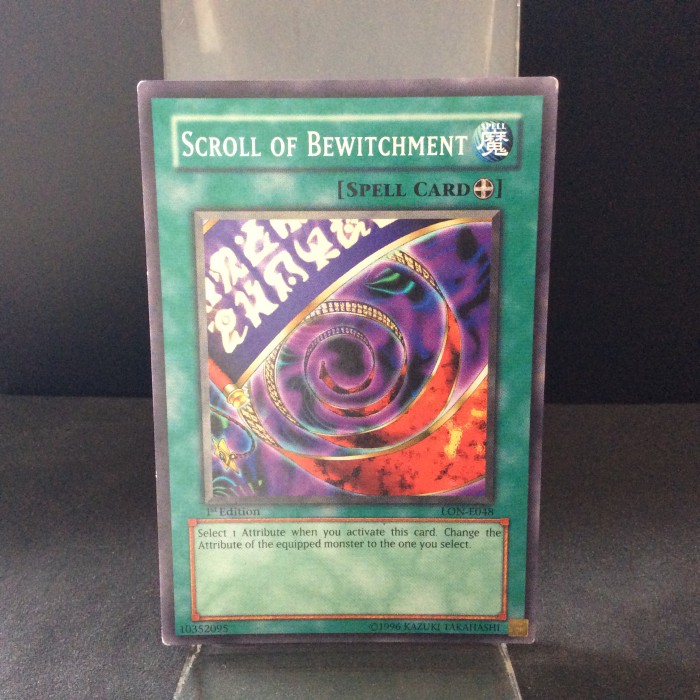 SCROLL OF BEWITCHMENT
SPELL
魔
[SPELL CARD]
1st Edition
LON-E048
Select 1 Attribute when you activate this card. Change the
Attribute of the equipped monster to the one you select.
10352095
©1996 KAZUKI TAKAHASHI